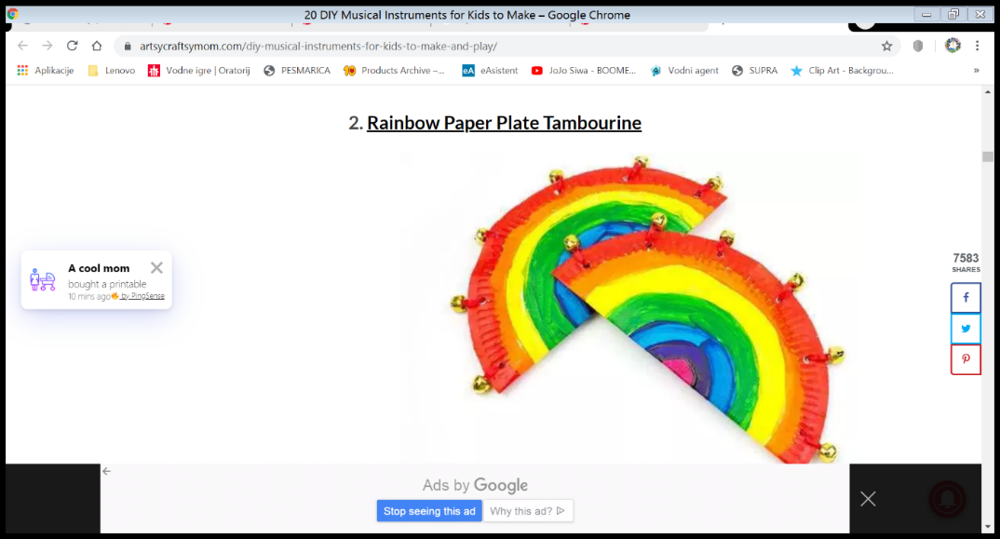 20 DIY Musical Instruments for Kids to Make – Google Chrome
artsycraftsymom.com/diy-musical-instruments-for-kids-to-make-and-play/
Aplikacije
Lenovo
Vodne igre | Oratorij
PESMARICA
Products Archive –...
eA
eAsistent
JoJo Siwa - BOOME...
Vodni agent
SUPRA
Clip Art - Backgrou...
»
2. Rainbow Paper Plate Tambourine
A cool mom
bought a printable
10 mins ago🔥 by PingSense
7583
SHARES
Ads by Google
Stop seeing this ad
Why this ad?